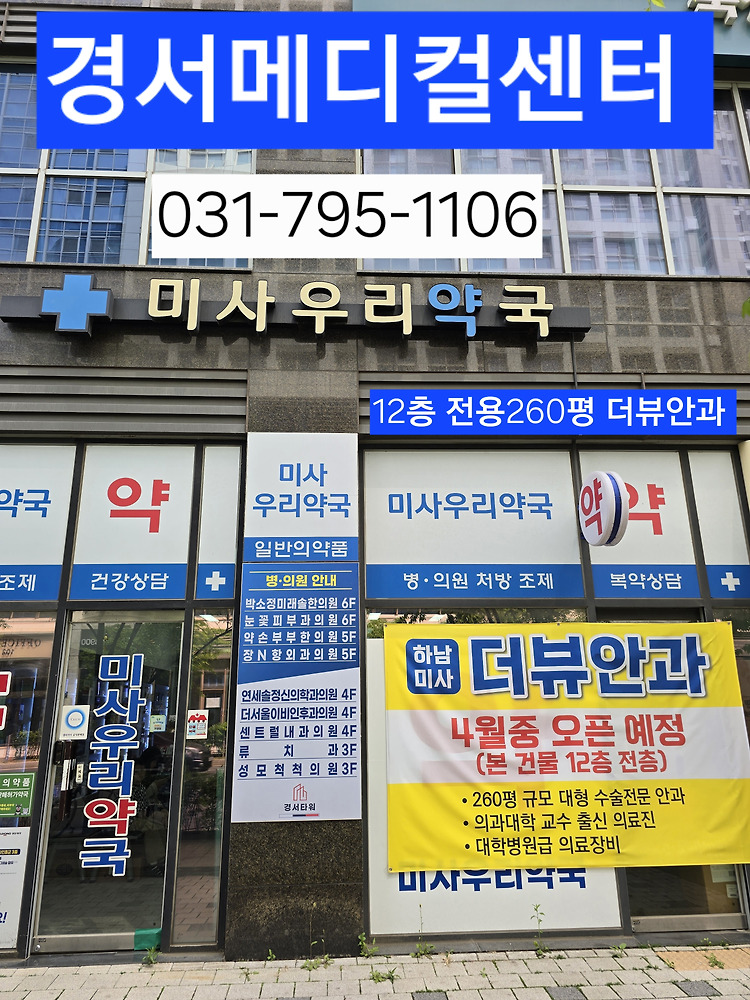 경서메디컬센터
031-795-1106
미사우리약국
12층 전용260평 더뷰안과
약국
약
미사
우리약국
미사우리약국
약
약
조제
건강상담
일반의약품
병·의원 처방 조제
복약상담
병·의원 안내
박소정미래솔한의원 6F
눈꽃피부과의원 6F
약손부부한의원 5F
장N항외과의원 5F
연세솔정신의학과의원 4F
더서울이비인후과의원 4F
센트럴내과의원 4F
류치과 3F
성모척척의원 3F
경서타워
미사우리약국
하남
미사
더뷰안과
4월중 오픈 예정
(본 건물 12층 전층)
• 260평 규모 대형 수술전문 안과
• 의과대학 교수 출신 의료진
• 대학병원급 의료장비
미사우리약국